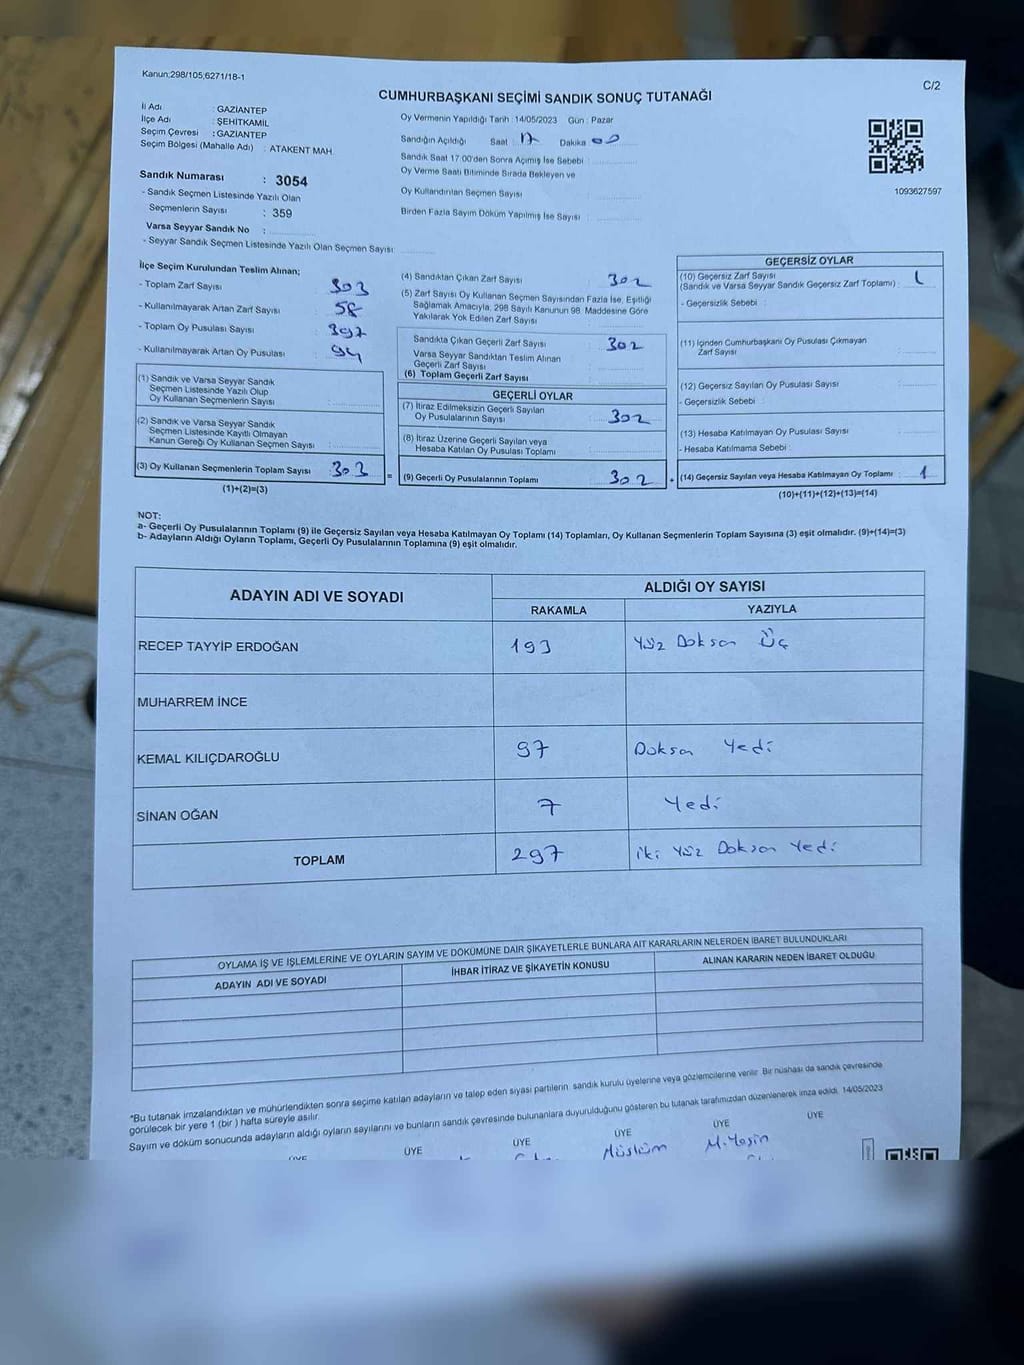 Kanun;298/105,6271/18-1
C/2
CUMHURBAŞKANI SEÇİMİ SANDIK SONUÇ TUTANAĞI
İl Adı : GAZİANTEP
İlçe Adı : ŞEHİTKAMİL
Seçim Çevresi : GAZİANTEP
Seçim Bölgesi (Mahalle Adı) : ATAKENT MAH.
Oy Vermenin Yapıldığı Tarih : 14/05/2023 Gün : Pazar
Sandığın Açıldığı Saat : 17 Dakika : 00
Sandık Saat 17:00'den Sonra Açımış İse Sebebi :
Oy Verme Saati Bitiminde Sırada Bekleyen ve
Oy Kullandırılan Seçmen Sayısı
Birden Fazla Sayım Döküm Yapılmış İse Sayısı :
1093627597
Sandık Numarası : 3054
- Sandık Seçmen Listesinde Yazılı Olan
Seçmenlerin Sayısı : 359
Varsa Seyyar Sandık No :
- Seyyar Sandık Seçmen Listesinde Yazılı Olan Seçmen Sayısı:
İlçe Seçim Kurulundan Teslim Alınan;
- Toplam Zarf Sayısı : 303
- Kullanılmayarak Artan Zarf Sayısı : 58
- Toplam Oy Pusulası Sayısı : 397
- Kullanılmayarak Artan Oy Pusulası : 94
(1) Sandık ve Varsa Seyyar Sandık
Seçmen Listesinde Yazılı Olup
Oy Kullanan Seçmenlerin Sayısı :
(2) Sandık ve Varsa Seyyar Sandık
Seçmen Listesinde Kayıtlı Olmayan
Kanun Gereği Oy Kullanan Seçmen Sayısı :
(3) Oy Kullanan Seçmenlerin Toplam Sayısı : 303
(1)+(2)=(3)
(4) Sandıktan Çıkan Zarf Sayısı : 302
(5) Zarf Sayısı Oy Kullanan Seçmen Sayısından Fazla İse, Eşitliği
Sağlamak Amacıyla, 298 Sayılı Kanunun 98. Maddesine Göre
Yakılarak Yok Edilen Zarf Sayısı :
Sandıkta Çıkan Geçerli Zarf Sayısı : 302
Varsa Seyyar Sandıktan Teslim Alınan
Geçerli Zarf Sayısı :
(6) Toplam Geçerli Zarf Sayısı
GEÇERLİ OYLAR
(7) İtiraz Edilmeksizin Geçerli Sayılan
Oy Pusulalarının Sayısı : 302
(8) İtiraz Üzerine Geçerli Sayılan veya
Hesaba Katılan Oy Pusulası Toplamı :
= (9) Geçerli Oy Pusulalarının Toplamı : 302
GEÇERSİZ OYLAR
(10) Geçersiz Zarf Sayısı
(Sandık ve Varsa Seyyar Sandık Geçersiz Zarf Toplamı) : 1
- Geçersizlik Sebebi :
(11) İçinden Cumhurbaşkanı Oy Pusulası Çıkmayan
Zarf Sayısı :
(12) Geçersiz Sayılan Oy Pusulası Sayısı :
- Geçersizlik Sebebi :
(13) Hesaba Katılmayan Oy Pusulası Sayısı :
- Hesaba Katılmama Sebebi :
+ (14) Geçersiz Sayılan veya Hesaba Katılmayan Oy Toplamı : 1
(10)+(11)+(12)+(13)=(14)
NOT:
a- Geçerli Oy Pusulalarının Toplamı (9) ile Geçersiz Sayılan veya Hesaba Katılmayan Oy Toplamı (14) Toplamları, Oy Kullanan Seçmenlerin Toplam Sayısına (3) eşit olmalıdır. (9)+(14)=(3)
b- Adayların Aldığı Oyların Toplamı, Geçerli Oy Pusulalarının Toplamına (9) eşit olmalıdır.
ADAYIN ADI VE SOYADI
ALDIĞI OY SAYISI
RAKAMLA YAZIYLA
RECEP TAYYİP ERDOĞAN 193 Yüz Doksan Üç
MUHARREM İNCE
KEMAL KILIÇDAROĞLU 97 Doksan Yedi
SİNAN OĞAN 7 Yedi
TOPLAM 297 iki Yüz Doksan Yedi
OYLAMA İŞ VE İŞLEMLERİNE VE OYLARIN SAYIM VE DÖKÜMÜNE DAİR ŞİKAYETLERLE BUNLARA AİT KARARLARIN NELERDEN İBARET BULUNDUKLARI
ADAYIN ADI VE SOYADI
İHBAR İTİRAZ VE ŞİKAYETİN KONUSU
ALINAN KARARIN NEDEN İBARET OLDUĞU
*Bu tutanak imzalandıktan ve mühürlendikten sonra seçime katılan adayların ve talep eden siyasi partilerin sandık kurulu üyelerine veya gözlemcilerine verilir. Bir nüshası da sandık çevresinde
görülecek bir yere 1 (bir) hafta süreyle asılır.
Sayım ve döküm sonucunda adayların aldığı oyların sayılarını ve bunların sandık çevresinde bulunanlara duyurulduğunu gösteren bu tutanak tarafımızdan düzenlenerek imza edildi. 14/05/2023
ÜYE ÜYE ÜYE ÜYE ÜYE ÜYE
Müslüm M.Yasin